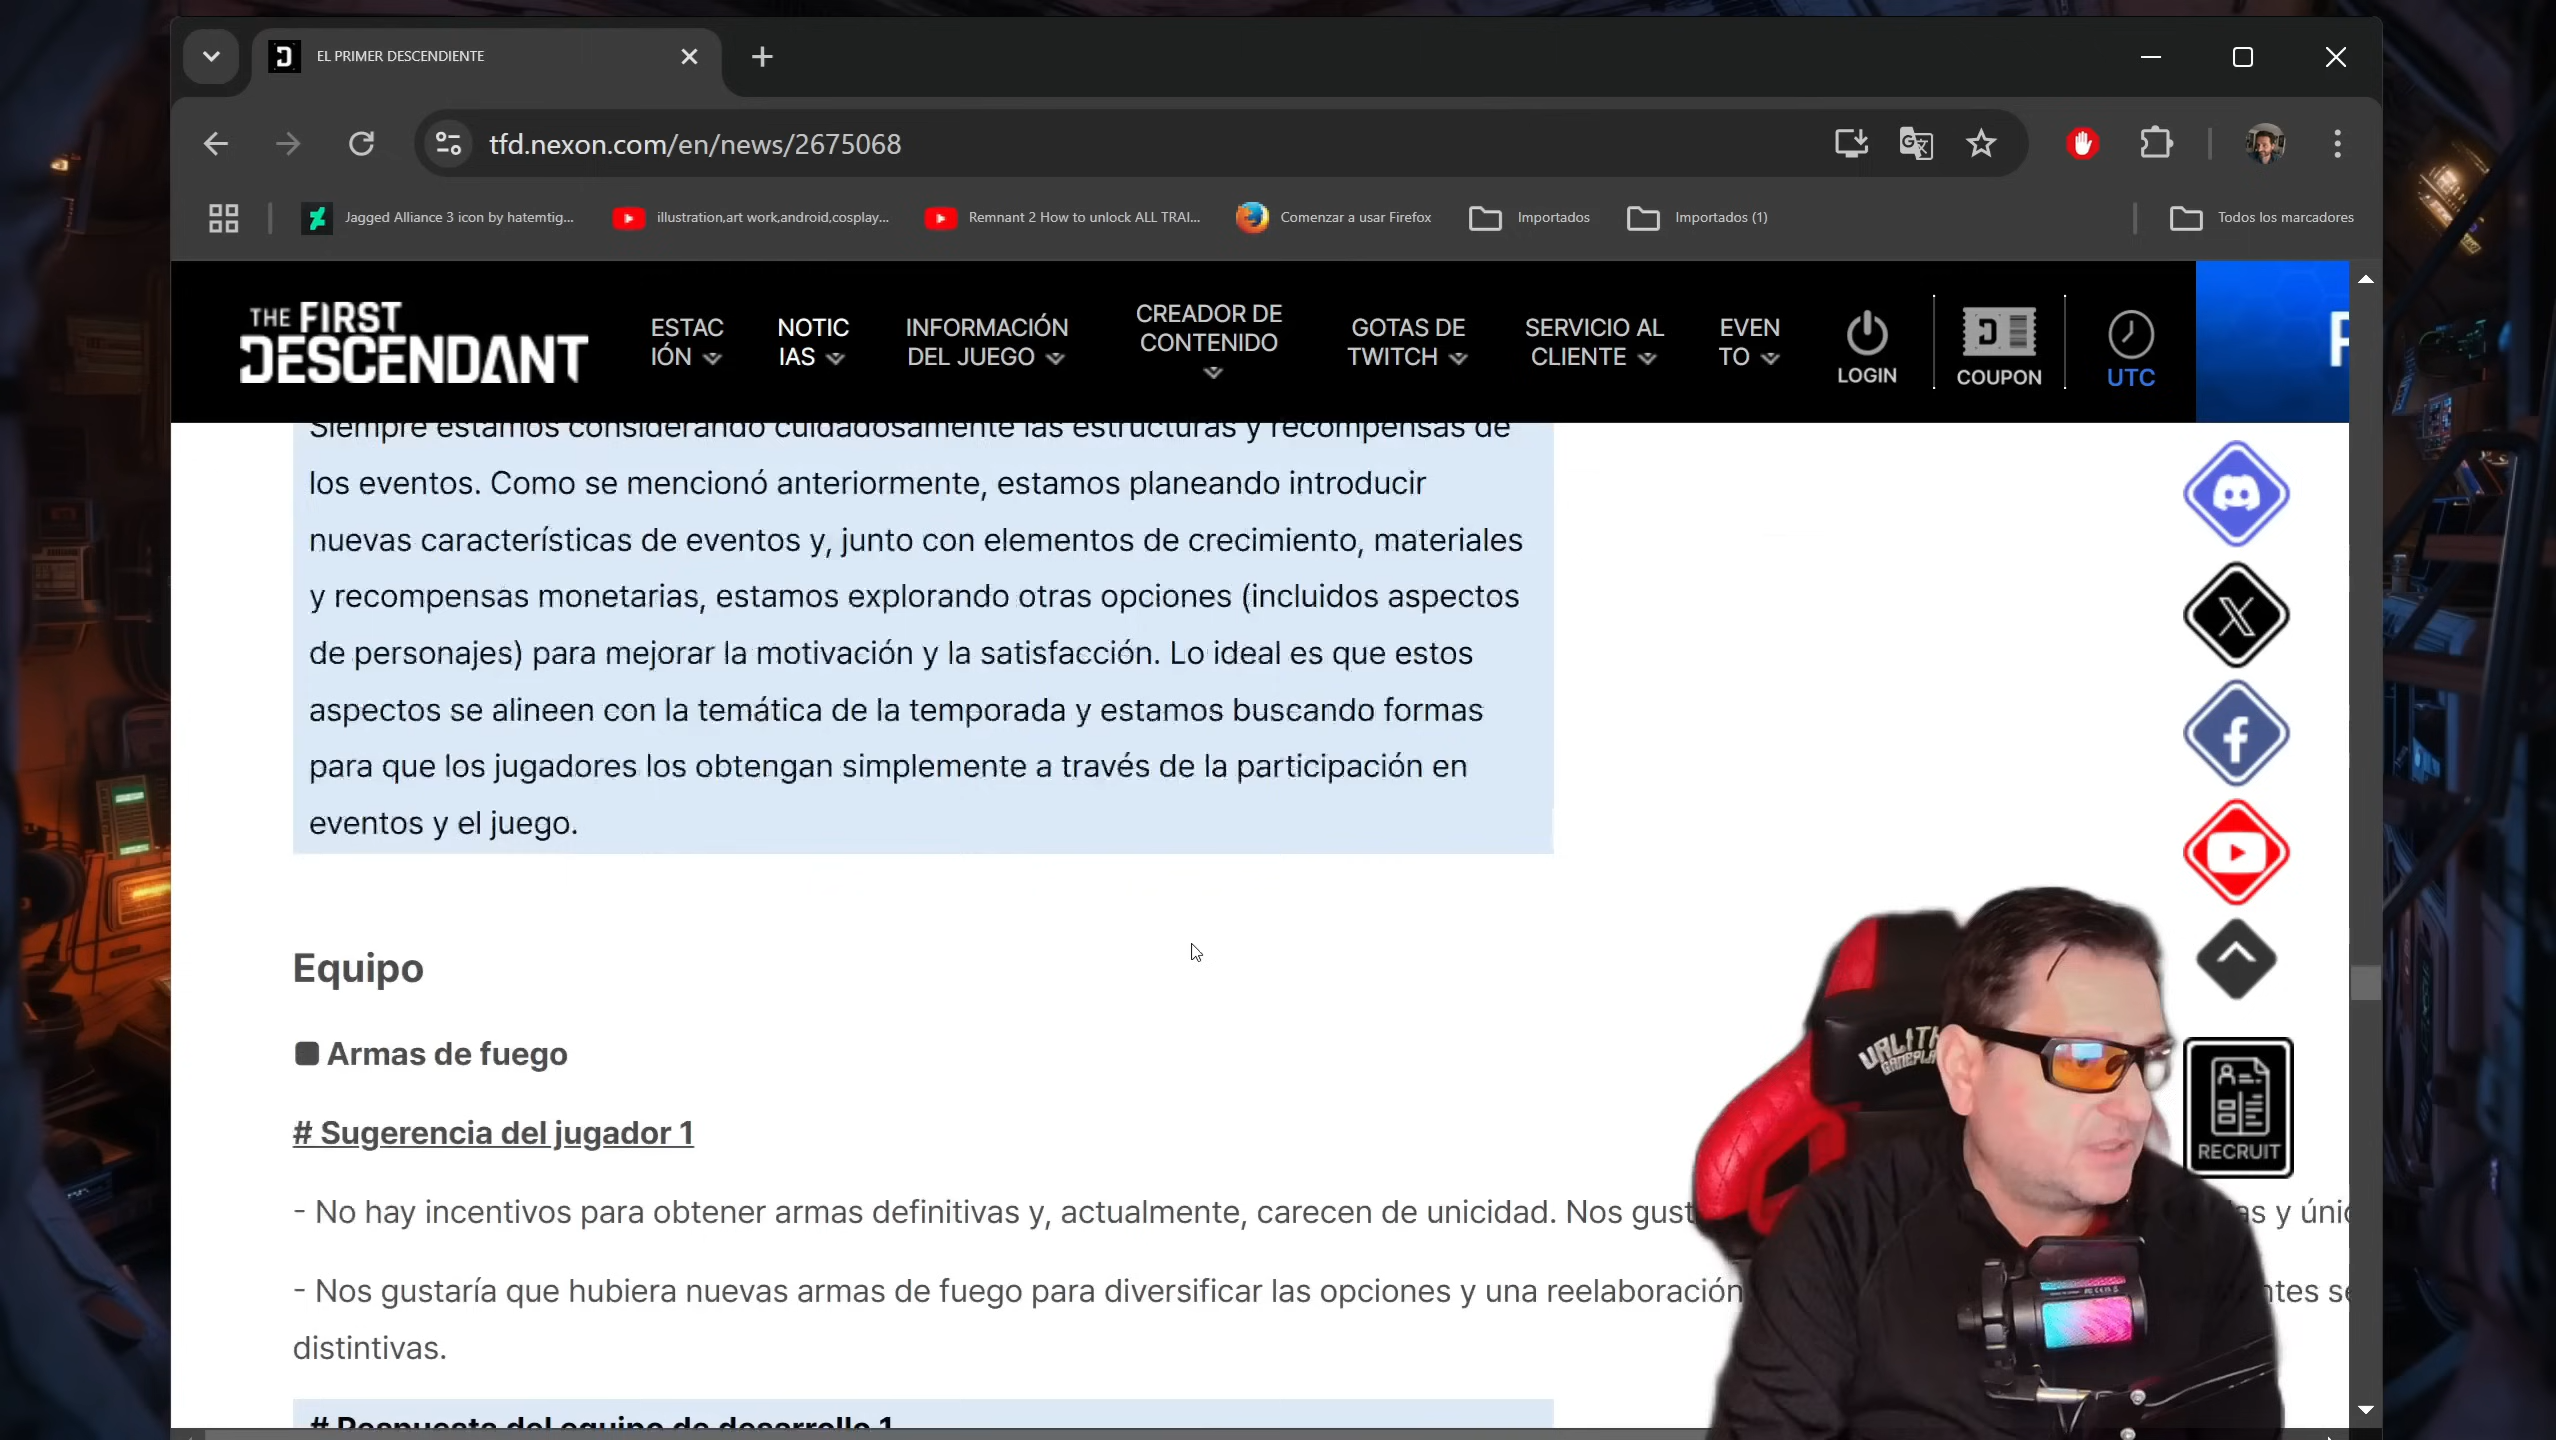 EL PRIMER DESCENDIENTE
tfd.nexon.com/en/news/2675068
Jagged Alliance 3 icon by hatemtig...
illustration,art work,android,cosplay...
Remnant 2 How to unlock ALL TRAI...
Comenzar a usar Firefox
Importados
Importados (1)
Todos los marcadores
THE FIRST
DESCENDANT
ESTAC
IÓN
NOTIC
IAS
INFORMACIÓN
DEL JUEGO
CREADOR DE
CONTENIDO
GOTAS DE
TWITCH
SERVICIO AL
CLIENTE
EVEN
TO
LOGIN
COUPON
UTC
Siempre estamos considerando cuidadosamente las estructuras y recompensas de
los eventos. Como se mencionó anteriormente, estamos planeando introducir
nuevas características de eventos y, junto con elementos de crecimiento, materiales
y recompensas monetarias, estamos explorando otras opciones (incluidos aspectos
de personajes) para mejorar la motivación y la satisfacción. Lo ideal es que estos
aspectos se alineen con la temática de la temporada y estamos buscando formas
para que los jugadores los obtengan simplemente a través de la participación en
eventos y el juego.
Equipo
Armas de fuego
# Sugerencia del jugador 1
- No hay incentivos para obtener armas definitivas y, actualmente, carecen de unicidad. Nos gust
- Nos gustaría que hubiera nuevas armas de fuego para diversificar las opciones y una reelaboración
distintivas.
# Respuesta del equipo de desarrollo 1
URLITH
GAMEPLAY
RECRUIT